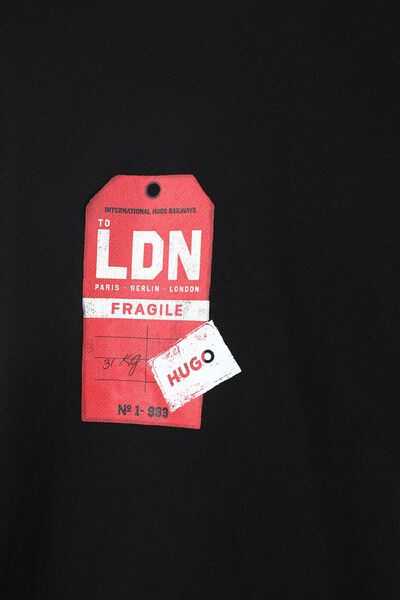 INTERNATIONAL HUGO RAILWAYS
TO
LDN
PARIS - BERLIN - LONDON
FRAGILE
31 KG
HUGO
Nº 1-993